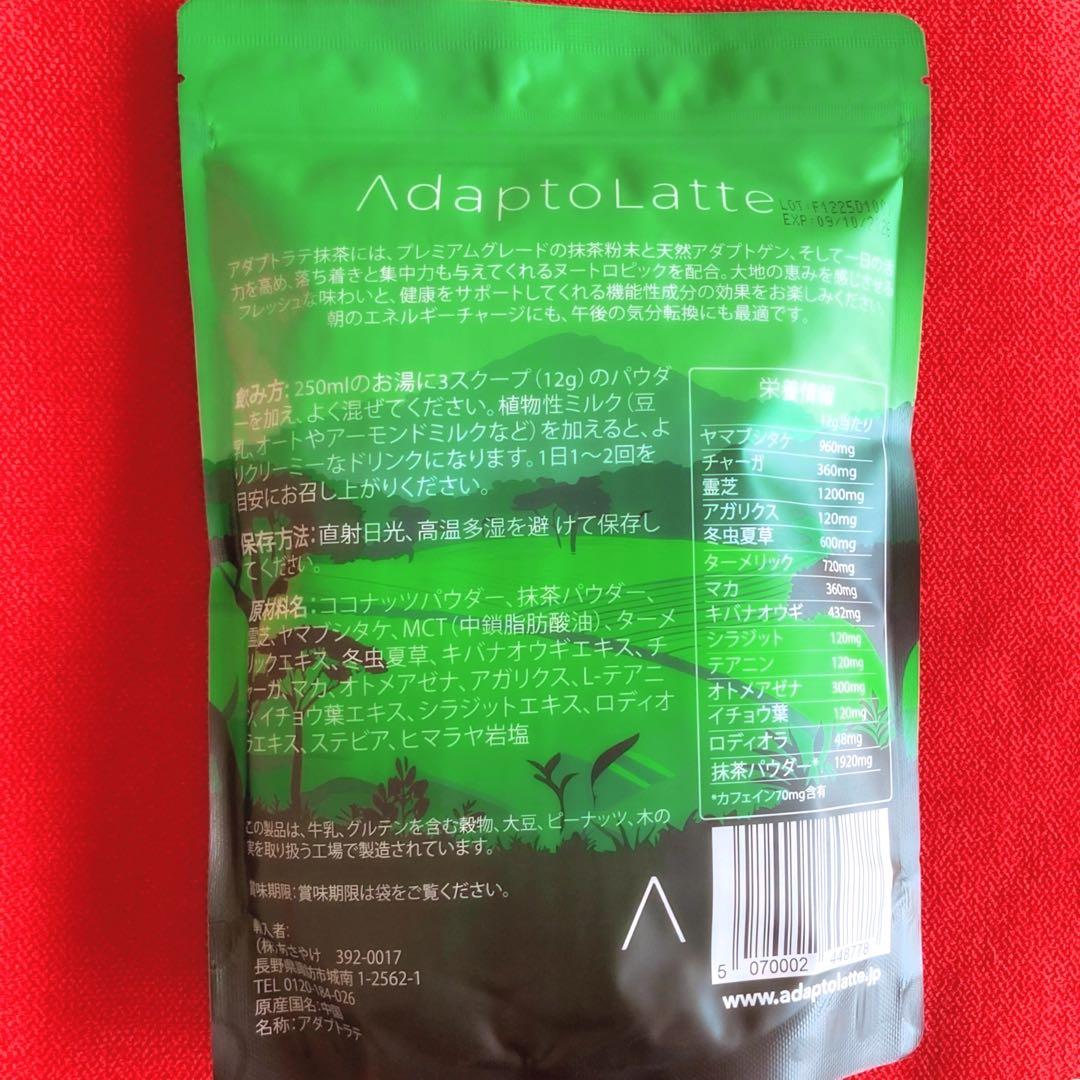 AdaptoLatte
LOT:F1225D100
EXP:09/10/2026
アダプトラテ抹茶には、プレミアムグレードの抹茶粉末と天然アダプトゲン、そして一日の活
力を高め、落ち着きと集中力も与えてくれるヌートロピックを配合。大地の恵みを感じさせる
フレッシュな味わいと、健康をサポートしてくれる機能性成分の効果をお楽しみください。
朝のエネルギーチャージにも、午後の気分転換にも最適です。
飲み方: 250mlのお湯に3スクープ(12g)のパウダ
ーを加え、よく混ぜてください。植物性ミルク(豆
乳、オートやアーモンドミルクなど)を加えると、よ
りクリーミーなドリンクになります。1日1〜2回を
目安にお召し上がりください。
保存方法: 直射日光、高温多湿を避けて保存し
てください。
原材料名: ココナッツパウダー、抹茶パウダー、
霊芝、ヤマブシタケ、MCT(中鎖脂肪酸油)、ターメ
リックエキス、冬虫夏草、キバナオウギエキス、チ
ャーガ、マカ、オトメアゼナ、アガリクス、L-テアニ
ン、イチョウ葉エキス、シラジットエキス、ロディオ
ラエキス、ステビア、ヒマラヤ岩塩
この製品は、牛乳、グルテンを含む穀物、大豆、ピーナッツ、木の
実を取り扱う工場で製造されています。
賞味期限: 賞味期限は袋をご覧ください。
輸入者:
(株)あさやけ 392-0017
長野県諏訪市城南 1-2562-1
TEL 0120-184-026
原産国名: 中国
名称: アダプトラテ
栄養情報
12g当たり
ヤマブシタケ 960mg
チャーガ 360mg
霊芝 1200mg
アガリクス 120mg
冬虫夏草 600mg
ターメリック 720mg
マカ 360mg
キバナオウギ 432mg
シラジット 120mg
テアニン 120mg
オトメアゼナ 300mg
イチョウ葉 120mg
ロディオラ 48mg
抹茶パウダー* 1920mg
*カフェイン70mg含有
5 070002 448778
www.adaptolatte.jp